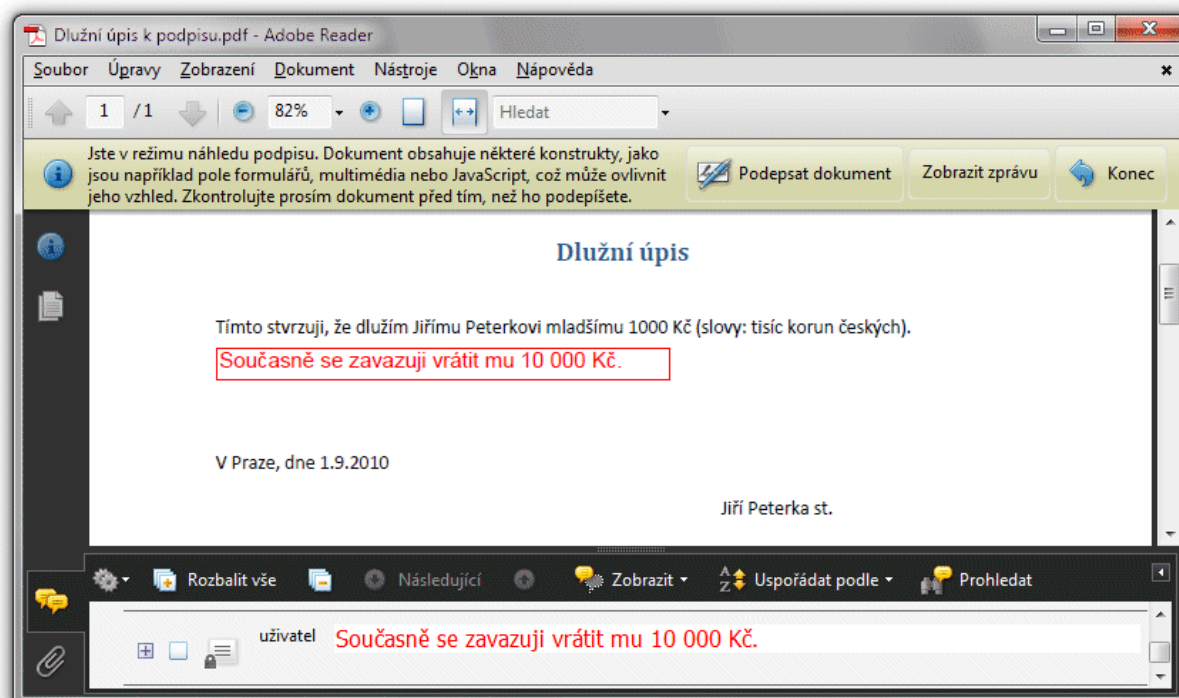 Dlužní úpis k podpisu.pdf - Adobe Reader
Soubor Úpravy Zobrazení Dokument Nástroje Okna Nápověda
1 /1 82% Hledat
Jste v režimu náhledu podpisu. Dokument obsahuje některé konstrukty, jako
jsou například pole formulářů, multimédia nebo JavaScript, což může ovlivnit
jeho vzhled. Zkontrolujte prosím dokument před tím, než ho podepíšete.
Podepsat dokument Zobrazit zprávu Konec
Dlužní úpis
Tímto stvrzuji, že dlužím Jiřímu Peterkovi mladšímu 1000 Kč (slovy: tisíc korun českých).
Současně se zavazuji vrátit mu 10 000 Kč.
V Praze, dne 1.9.2010
Jiří Peterka st.
Rozbalit vše Následující Zobrazit A Z Uspořádat podle Prohledat
uživatel Současně se zavazuji vrátit mu 10 000 Kč.